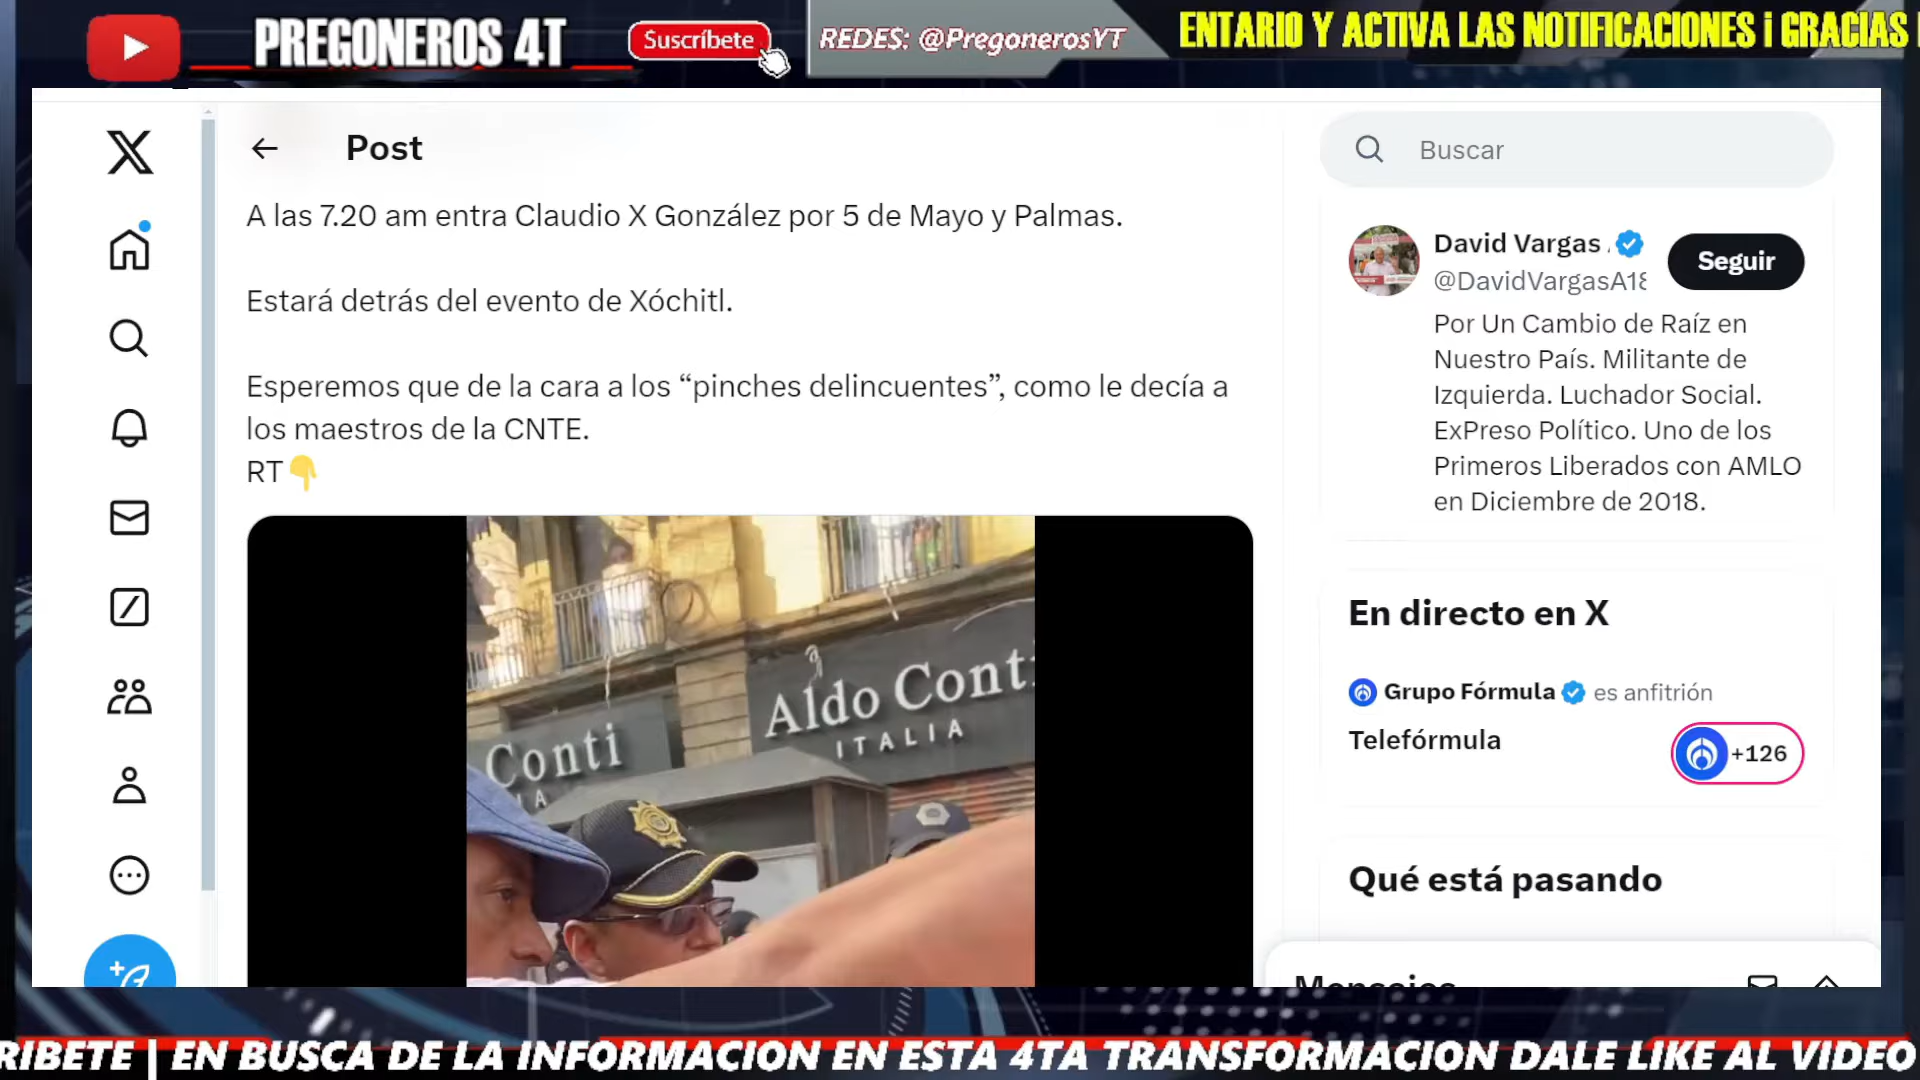 PREGONEROS 4T
Suscríbete
REDES: @PregonerosYT
ENTARIO Y ACTIVA LAS NOTIFICACIONES ¡ GRACIAS
Post
A las 7.20 am entra Claudio X González por 5 de Mayo y Palmas.
Estará detrás del evento de Xóchitl.
Esperemos que de la cara a los “pinches delincuentes”, como le decía a
los maestros de la CNTE.
RT👇
Conti
Aldo Conti
ITALIA
Buscar
David Vargas
@DavidVargasA18
Seguir
Por Un Cambio de Raíz en
Nuestro País. Militante de
Izquierda. Luchador Social.
ExPreso Político. Uno de los
Primeros Liberados con AMLO
en Diciembre de 2018.
En directo en X
Grupo Fórmula es anfitrión
Telefórmula
+126
Qué está pasando
Mensajes
RIBETE | EN BUSCA DE LA INFORMACION EN ESTA 4TA TRANSFORMACION DALE LIKE AL VIDEO